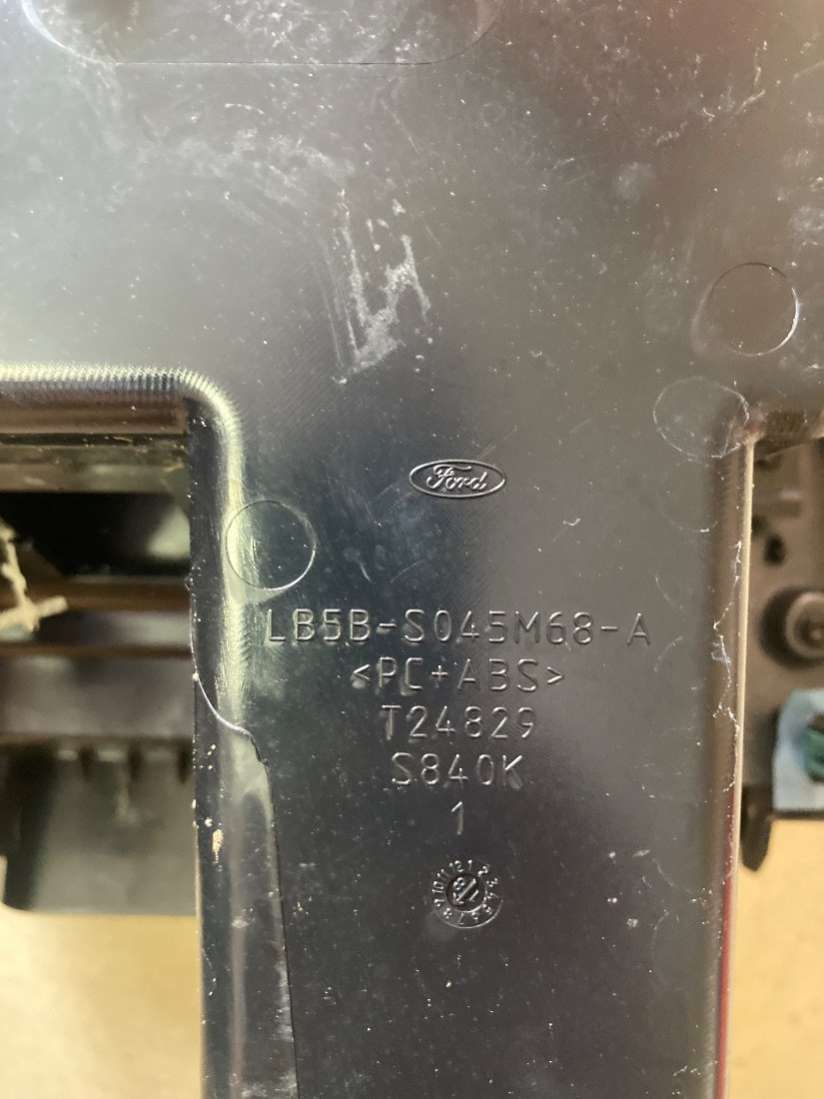 Ford
LB5B-S045M68-A
<PC+ABS>
T24829
S840K
1